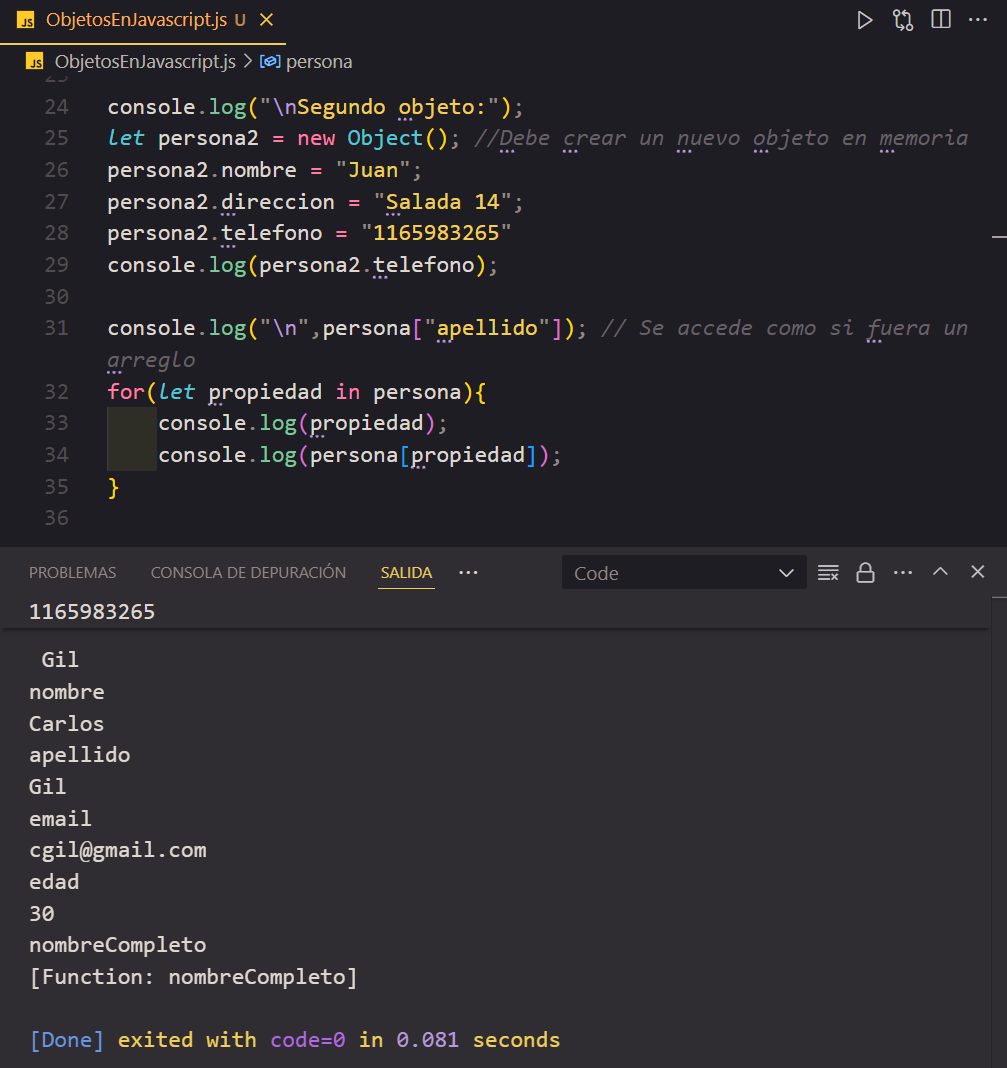 JS ObjetosEnJavascript.js U
JS ObjetosEnJavascript.js > persona
23
24 console.log("\nSegundo objeto:");
25 let persona2 = new Object(); //Debe crear un nuevo objeto en memoria
26 persona2.nombre = "Juan";
27 persona2.direccion = "Salada 14";
28 persona2.telefono = "1165983265"
29 console.log(persona2.telefono);
30
31 console.log("\n",persona["apellido"]); // Se accede como si fuera un
arreglo
32 for(let propiedad in persona){
33 console.log(propiedad);
34 console.log(persona[propiedad]);
35 }
36
PROBLEMAS CONSOLA DE DEPURACIÓN SALIDA ··· Code
1165983265
Gil
nombre
Carlos
apellido
Gil
email
cgil@gmail.com
edad
30
nombreCompleto
[Function: nombreCompleto]
[Done] exited with code=0 in 0.081 seconds